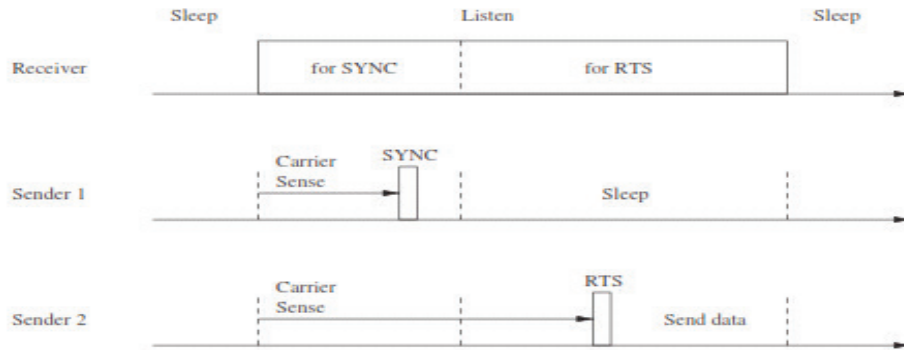 Sleep Listen Sleep
Receiver for SYNC for RTS
Carrier SYNC
Sense
Sender 1 Sleep
Carrier RTS
Sense
Sender 2 Send data